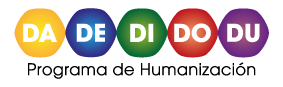 DA DE DI DO DU
Programa de Humanización